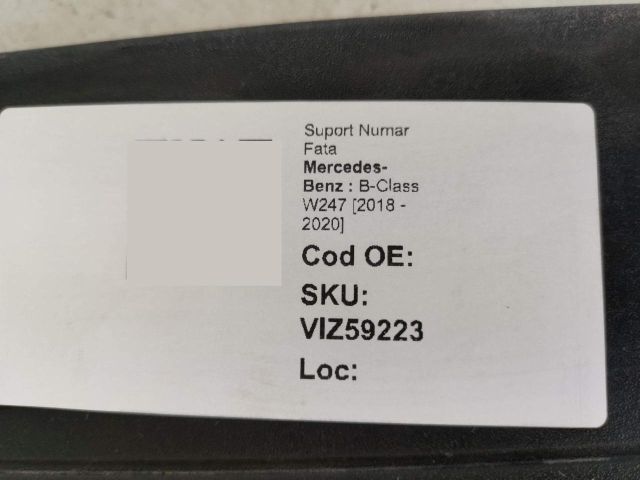 Suport Numar
Fata
Mercedes-
Benz : B-Class
W247 [2018 -
2020]
Cod OE:
SKU:
VIZ59223
Loc: